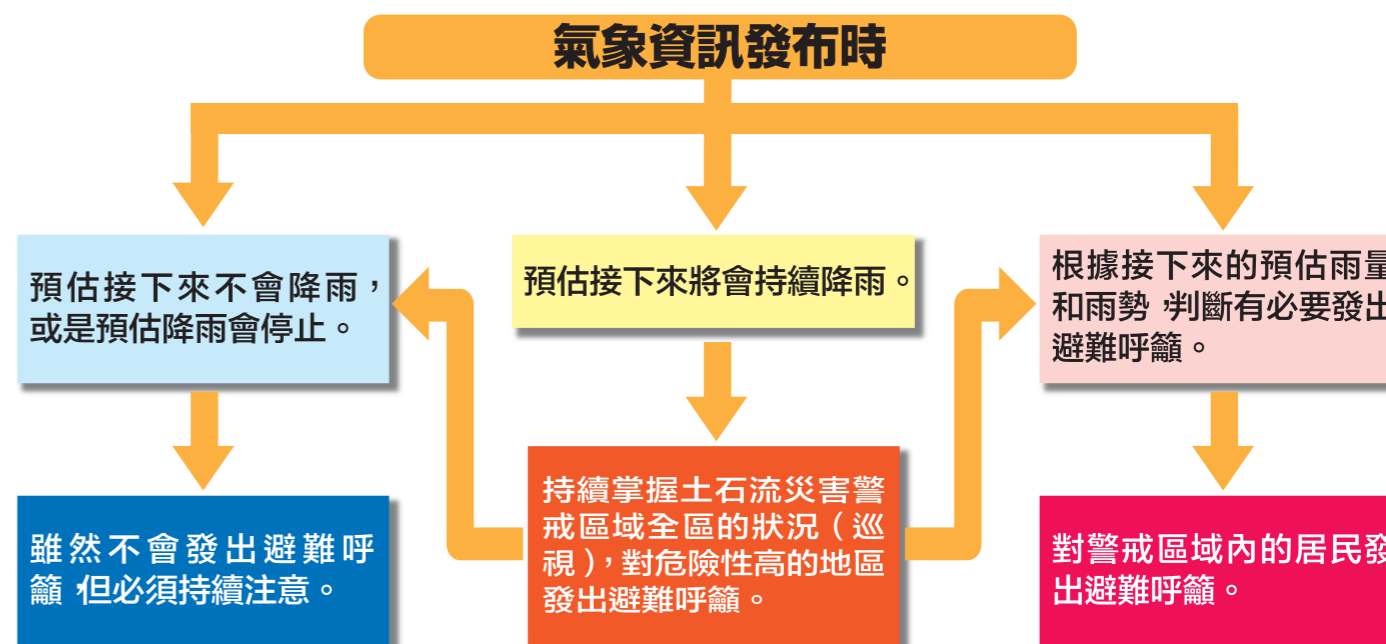 氣象資訊發布時
預估接下來不會降雨，
或是預估降雨會停止。
預估接下來將會持續降雨。
根據接下來的預估雨量
和雨勢，判斷有必要發出
避難呼籲。
雖然不會發出避難呼
籲，但必須持續注意。
持續掌握土石流災害警
戒區域全區的狀況（巡
視），對危險性高的地區
發出避難呼籲。
對警戒區域內的居民發
出避難呼籲。